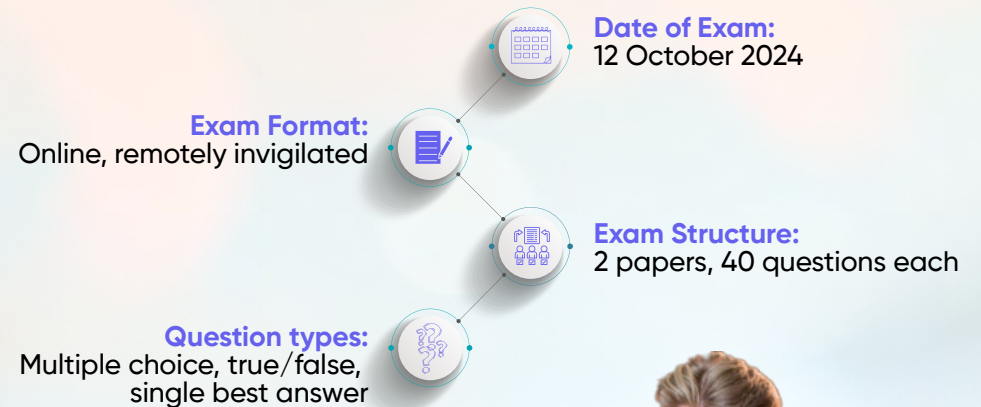 Date of Exam:
12 October 2024
Exam Format:
Online, remotely invigilated
Exam Structure:
2 papers, 40 questions each
Question types:
Multiple choice, true/false,
single best answer